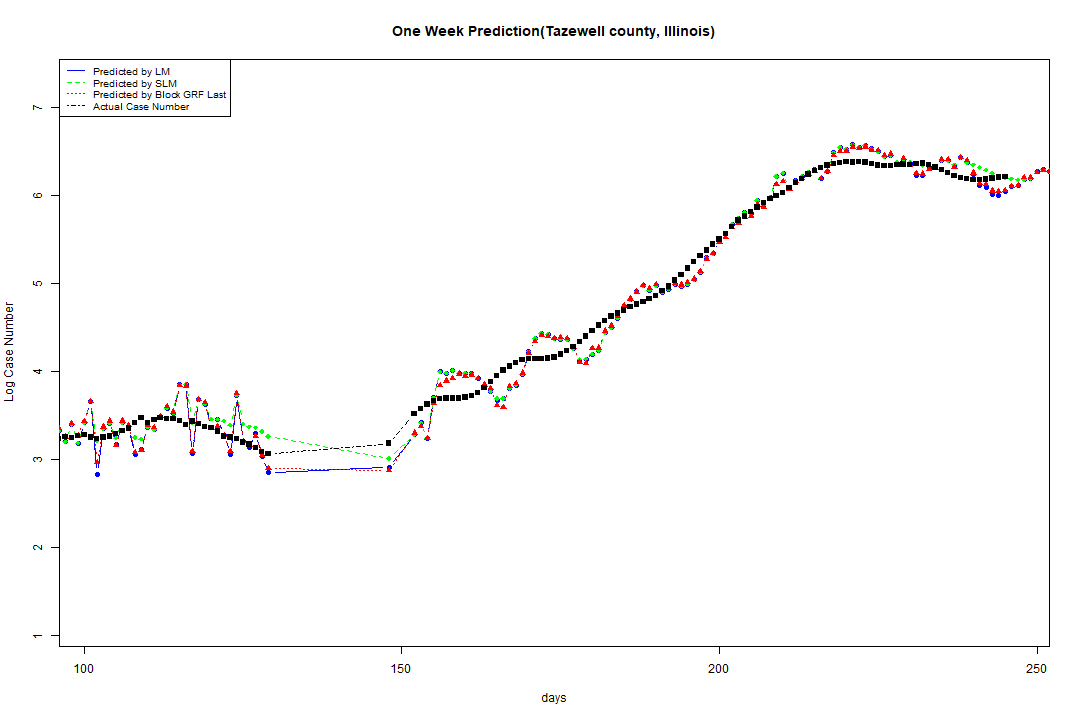 One Week Prediction(Tazewell county, Illinois)
Predicted by LM
Predicted by SLM
Predicted by Block GRF Last
Actual Case Number
7
6
5
4
3
2
1
Log Case Number
100
150
200
250
days